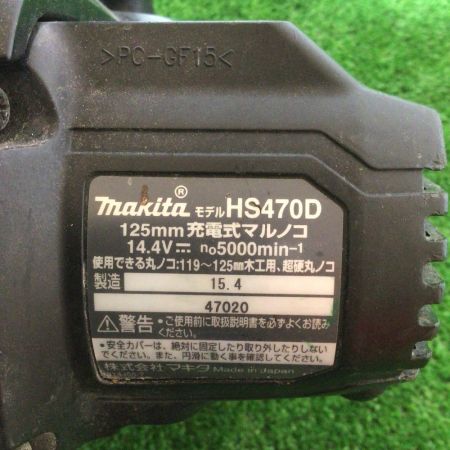 >PC-GF15<
makita® モデル HS470D
125mm 充電式マルノコ
14.4V⎓ n₀5000min⁻¹
使用できる丸ノコ:119～125mm木工用、超硬丸ノコ
製造 15.4
47020
⚠警告 ●ご使用前に取扱説明書を必ずよくお読みください。
●安全カバーは、絶対に固定したり取り外したりしない
でください。また、円滑に動く事を確認してください。
株式会社 マキタ Made in Japan